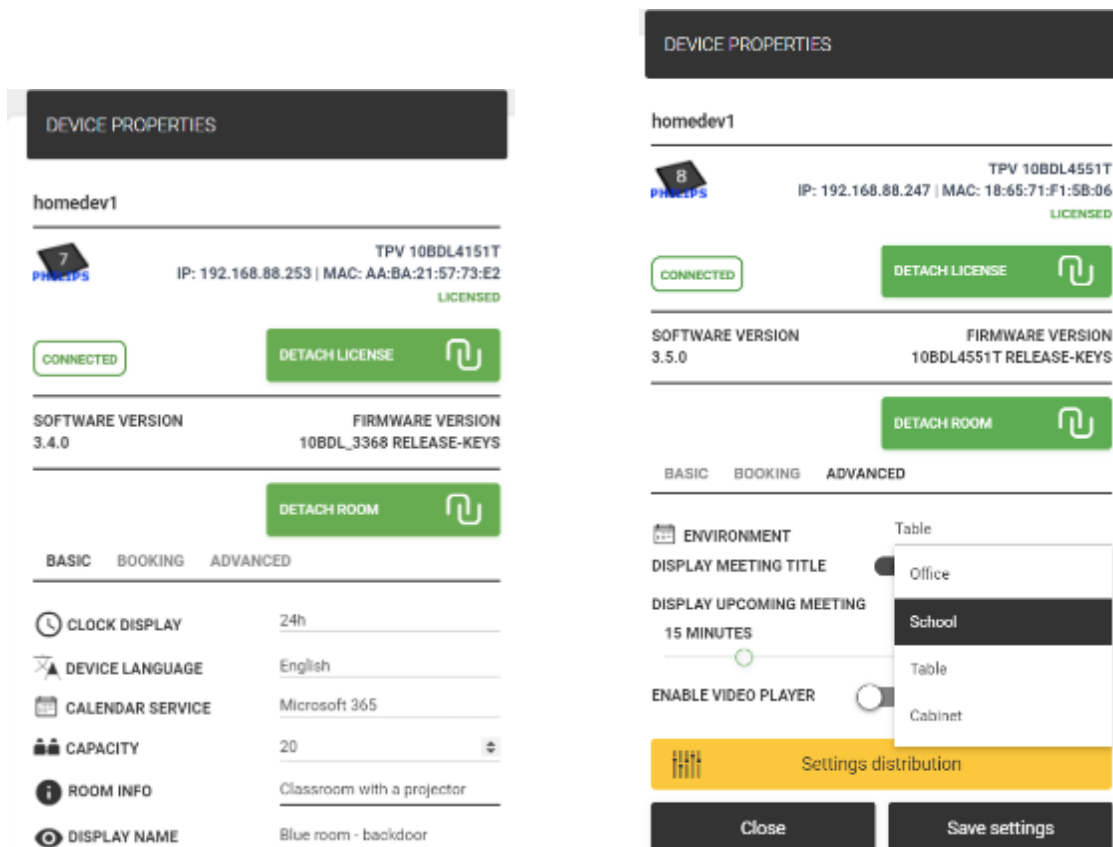 DEVICE PROPERTIES
homedev1
7
PHILIPS
TPV 10BDL4151T
IP: 192.168.88.253 | MAC: AA:BA:21:57:73:E2
LICENSED
CONNECTED
DETACH LICENSE
SOFTWARE VERSION
FIRMWARE VERSION
3.4.0
10BDL_3368 RELEASE-KEYS
DETACH ROOM
BASIC BOOKING ADVANCED
CLOCK DISPLAY
24h
DEVICE LANGUAGE
English
CALENDAR SERVICE
Microsoft 365
CAPACITY
20
ROOM INFO
Classroom with a projector
DISPLAY NAME
Blue room - backdoor
DEVICE PROPERTIES
homedev1
8
PHILIPS
TPV 10BDL4551T
IP: 192.168.88.247 | MAC: 18:65:71:F1:5B:06
LICENSED
CONNECTED
DETACH LICENSE
SOFTWARE VERSION
FIRMWARE VERSION
3.5.0
10BDL4551T RELEASE-KEYS
DETACH ROOM
BASIC BOOKING ADVANCED
ENVIRONMENT
Table
DISPLAY MEETING TITLE
Office
DISPLAY UPCOMING MEETING
School
15 MINUTES
Table
ENABLE VIDEO PLAYER
Cabinet
Settings distribution
Close
Save settings